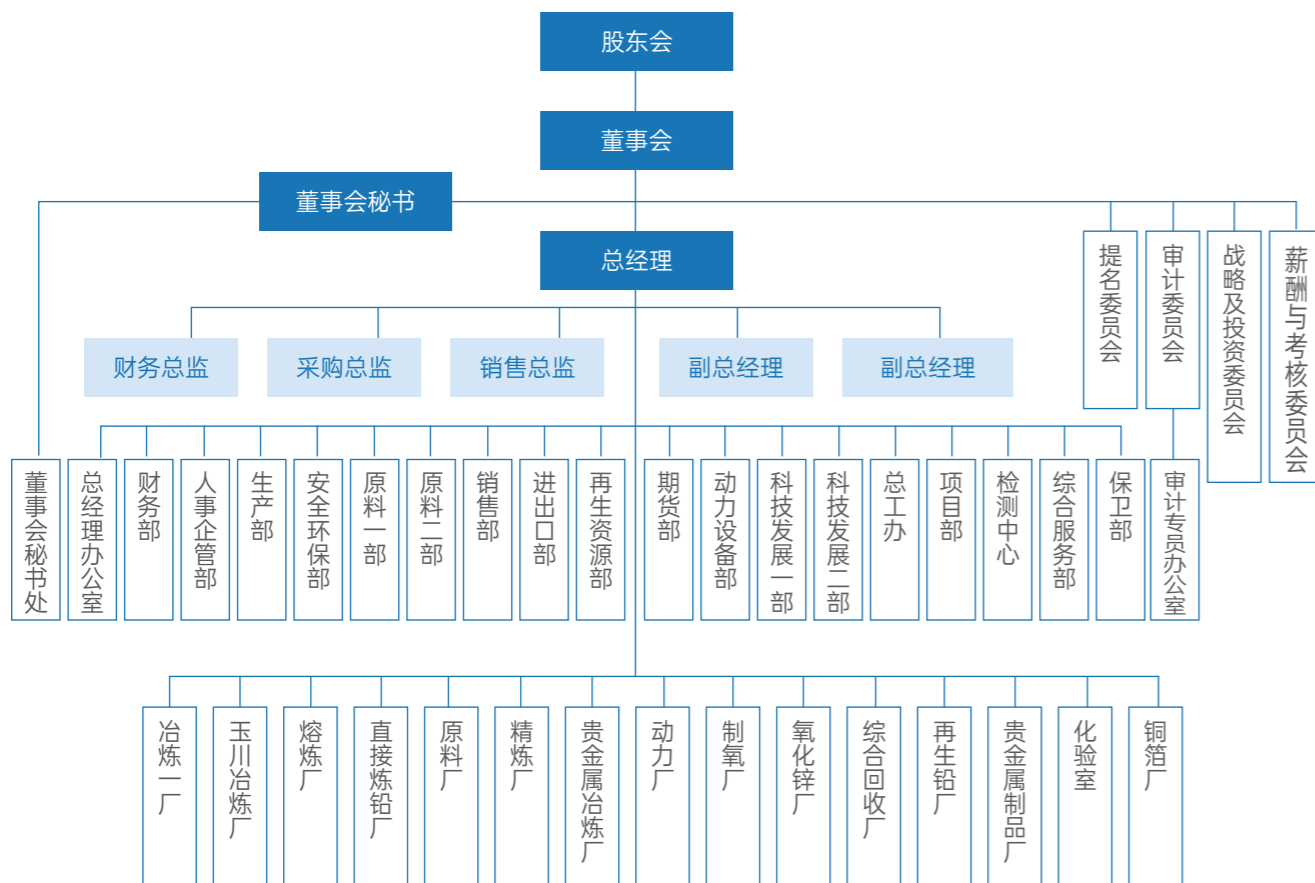 股东会
董事会
董事会秘书
总经理
提名委员会
审计委员会
战略及投资委员会
薪酬与考核委员会
财务总监
采购总监
销售总监
副总经理
副总经理
董事会秘书处
总经理办公室
财务部
人事企管部
生产部
安全环保部
原料一部
原料二部
销售部
进出口部
再生资源部
期货部
动力设备部
科技发展一部
科技发展二部
总工办
项目部
检测中心
综合服务部
保卫部
审计专员办公室
冶炼一厂
玉川冶炼厂
熔炼厂
直接炼铅厂
原料厂
精炼厂
贵金属冶炼厂
动力厂
制氧厂
氧化锌厂
综合回收厂
再生铅厂
贵金属制品厂
化验室
铜箔厂